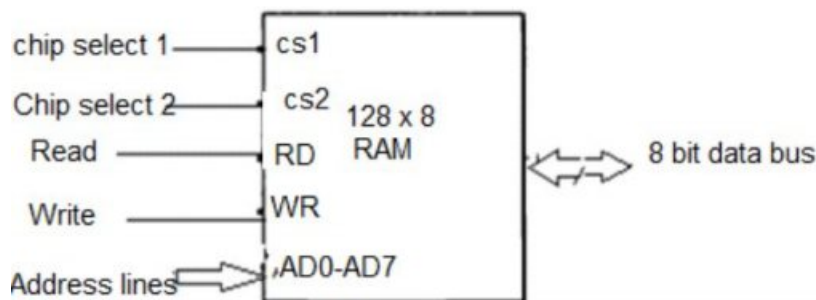 chip select 1
cs1
Chip select 2
cs2
128 x 8
RAM
Read
RD
8 bit data bus
Write
WR
Address lines
AD0-AD7